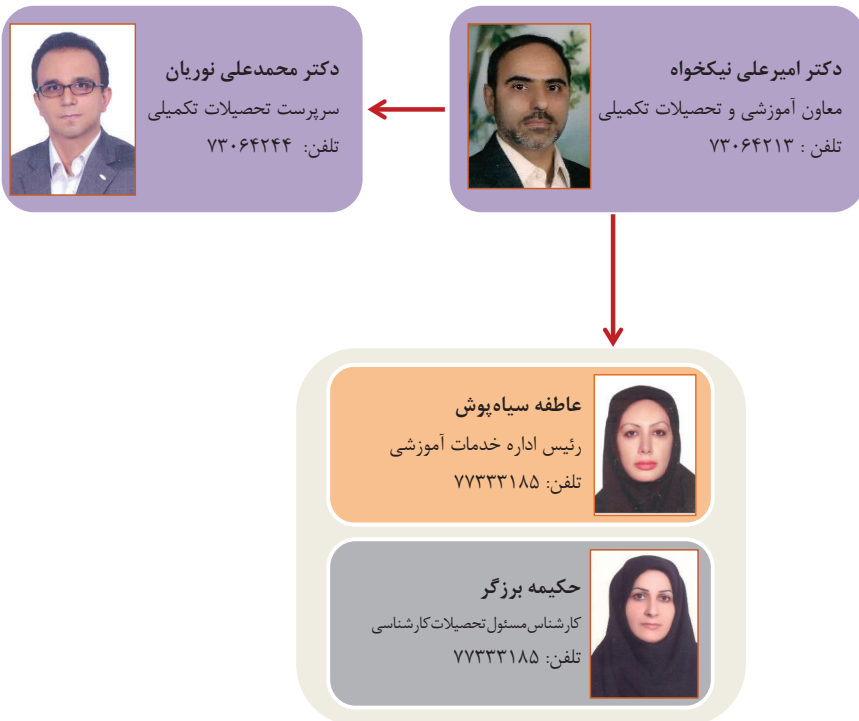 دکتر امیرعلی نیکخواه
معاون آموزشی و تحصیلات تکمیلی
تلفن : ۷۳۰۶۴۲۱۳
دکتر محمدعلی نوریان
سرپرست تحصیلات تکمیلی
تلفن: ۷۳۰۶۴۲۴۴
عاطفه سیاه‌پوش
رئیس اداره خدمات آموزشی
تلفن: ۷۷۳۳۳۱۸۵
حکیمه برزگر
کارشناس‌مسئول‌تحصیلات‌کارشناسی
تلفن: ۷۷۳۳۳۱۸۵